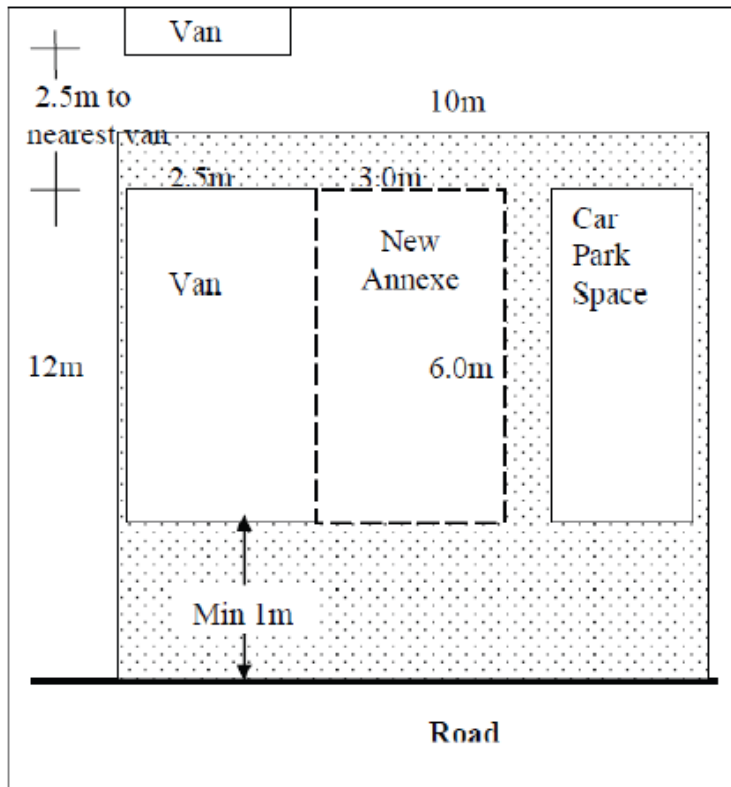 Van
2.5m to
nearest van
10m
2.5m
3.0m
Van
New
Annexe
Car
Park
Space
12m
6.0m
Min 1m
Road